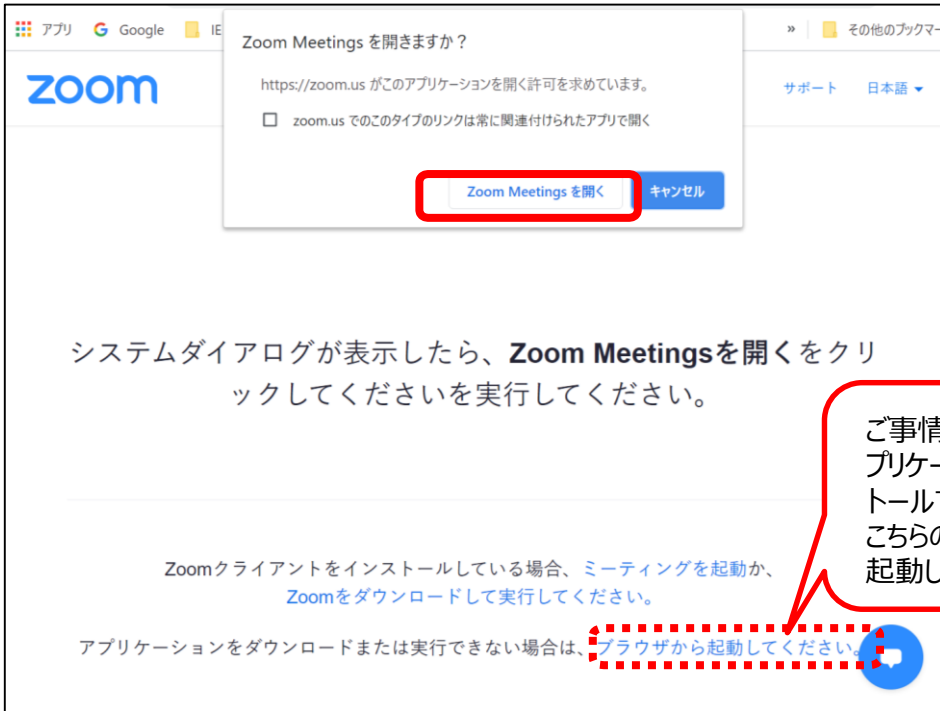 アプリ Google IE » その他のブックマー
Zoom Meetings を開きますか？
https://zoom.us がこのアプリケーションを開く許可を求めています。
zoom.us でのこのタイプのリンクは常に関連付けられたアプリで開く
Zoom Meetings を開く キャンセル
zoom サポート 日本語
システムダイアログが表示したら、Zoom Meetingsを開くをクリ
ックしてくださいを実行してください。
ご事情
プリケー
トール
こちらの
起動し
Zoomクライアントをインストールしている場合、ミーティングを起動か、
Zoomをダウンロードして実行してください。
アプリケーションをダウンロードまたは実行できない場合は、ブラウザから起動してください。